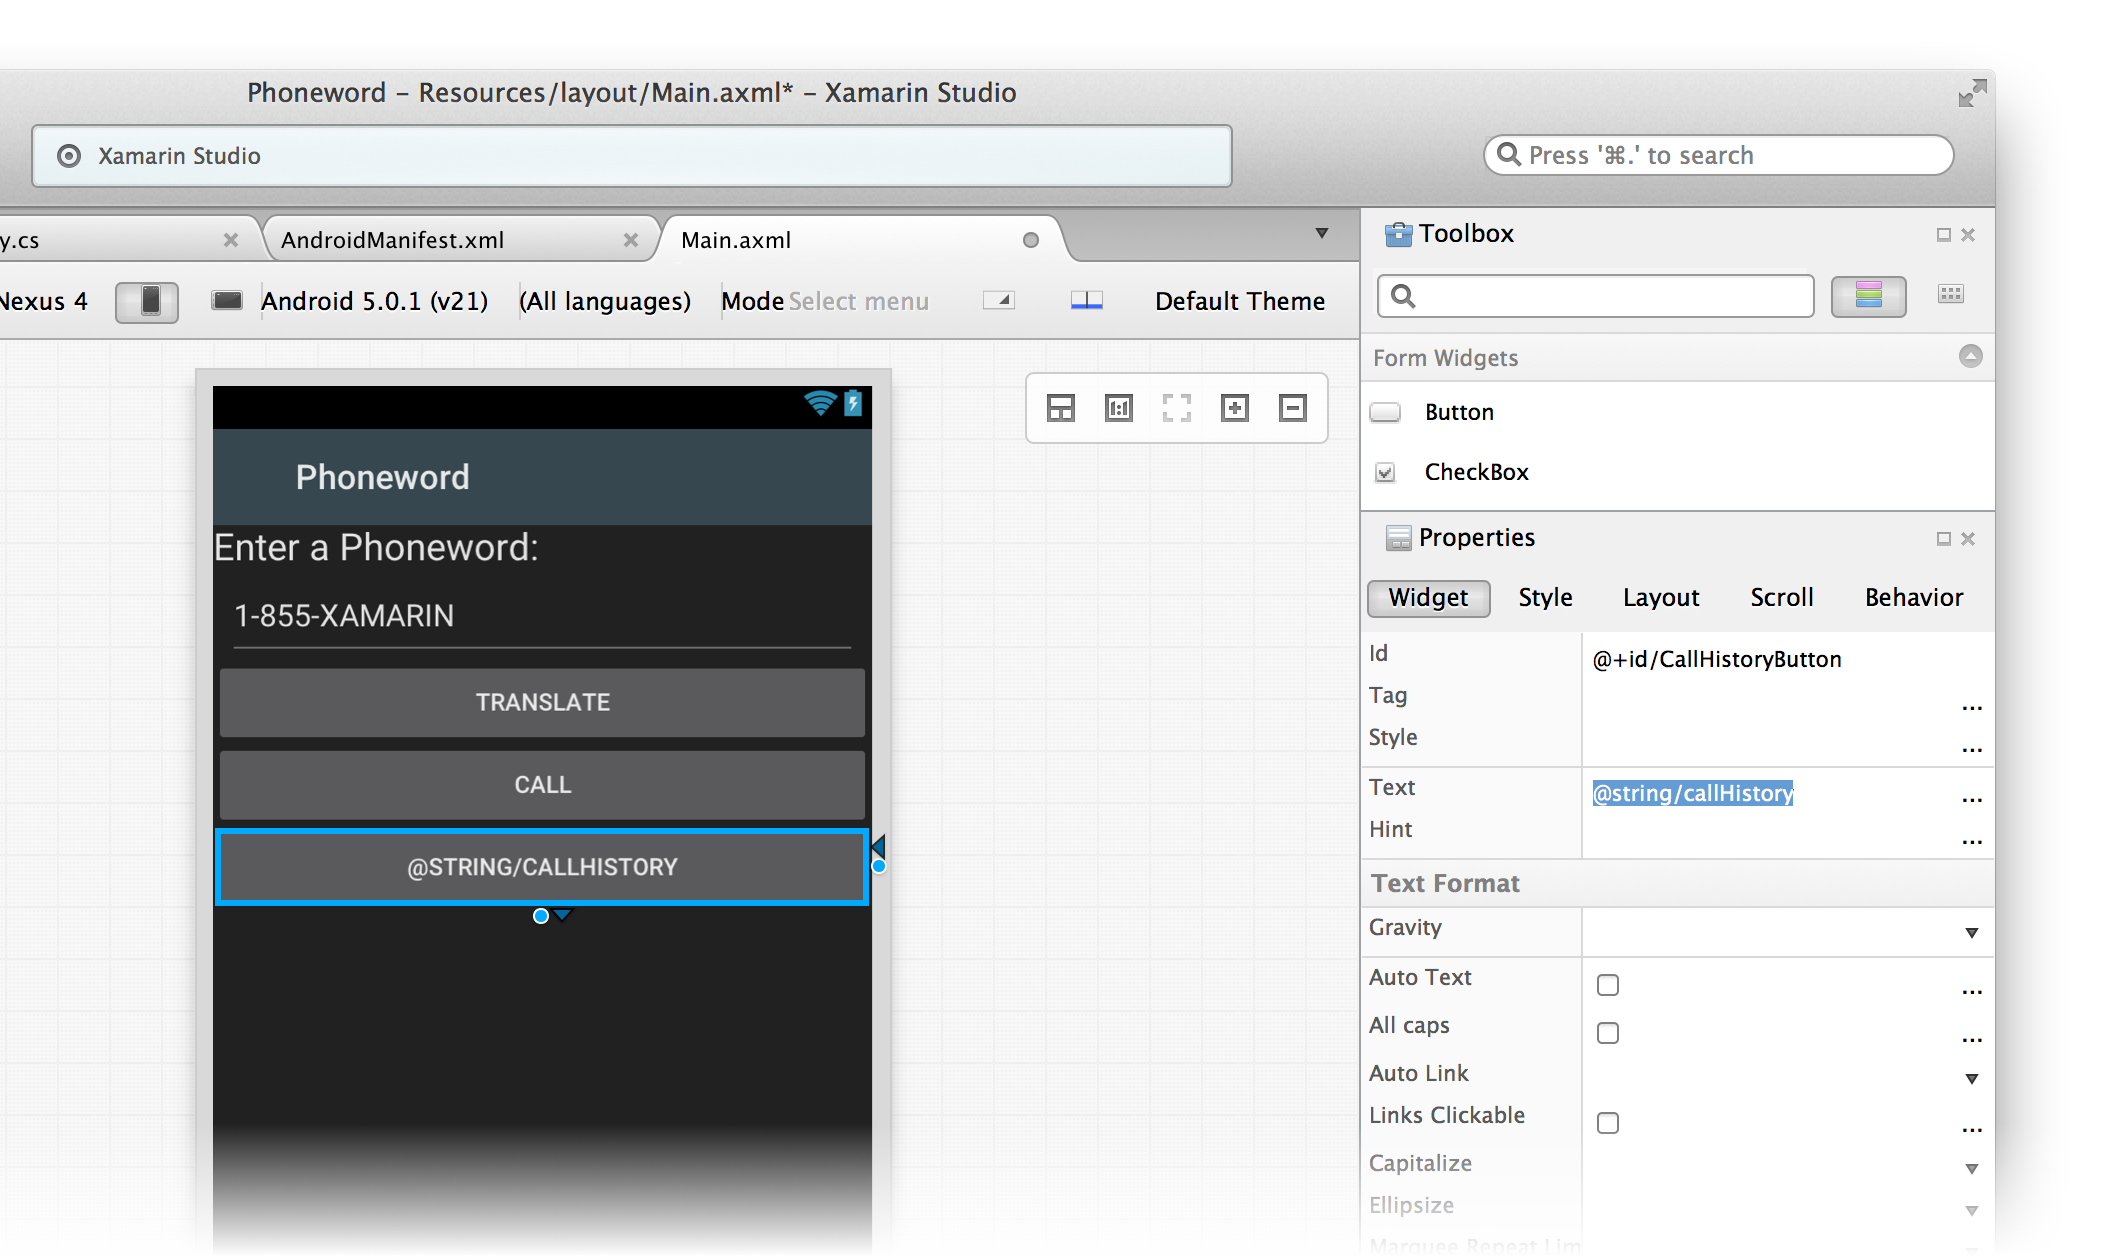 Phoneword – Resources/layout/Main.axml* – Xamarin Studio
Xamarin Studio
Press '⌘.' to search
y.cs
AndroidManifest.xml
Main.axml
Nexus 4
Android 5.0.1 (v21)
(All languages)
Mode Select menu
Default Theme
Phoneword
Enter a Phoneword:
1-855-XAMARIN
TRANSLATE
CALL
@STRING/CALLHISTORY
Toolbox
Form Widgets
Button
CheckBox
Properties
Widget Style Layout Scroll Behavior
Id @+id/CallHistoryButton
Tag ...
Style ...
Text @string/callHistory ...
Hint ...
Text Format
Gravity
Auto Text ...
All caps ...
Auto Link
Links Clickable ...
Capitalize
Ellipsize
Marquee Repeat Lim